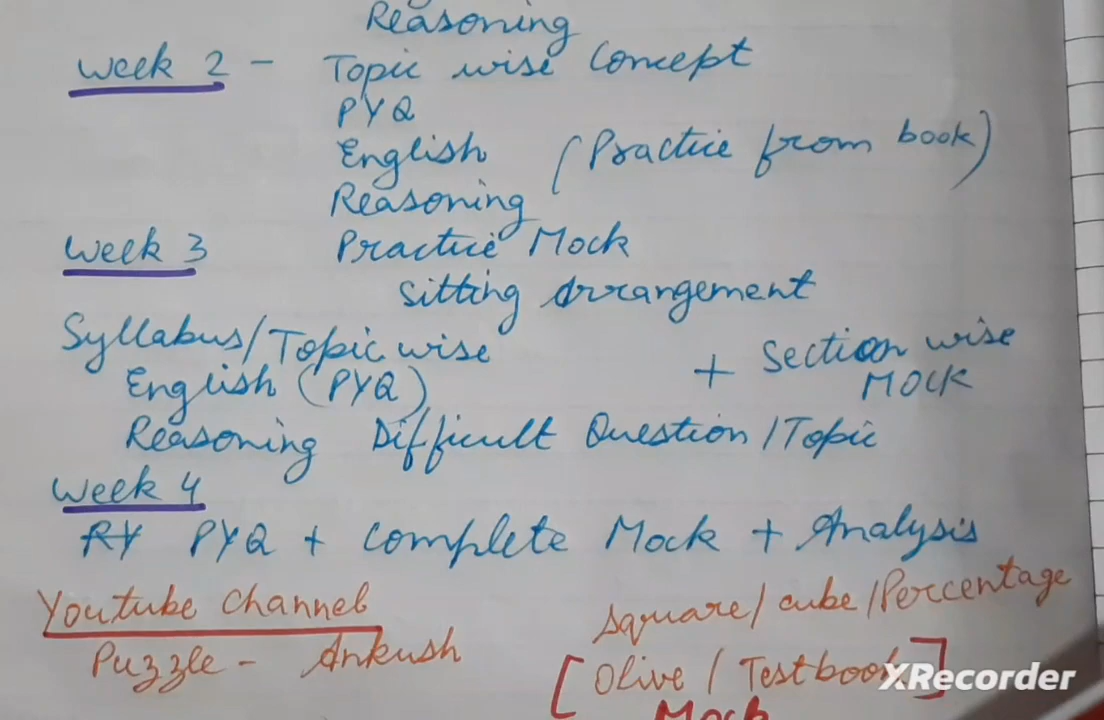 Reasoning
Week 2 - Topic wise Concept
PYQ
English (Practice from book)
Reasoning
Week 3 Practice Mock
Sitting Arrangement
Syllabus/Topic wise + Section wise
English (PYQ) MOCK
Reasoning Difficult Question/Topic
Week 4
RY PYQ + Complete Mock + Analysis
Youtube Channel Square/cube/Percentage
Puzzle - Ankush [Olive / Testbook]
Mock
XRecorder